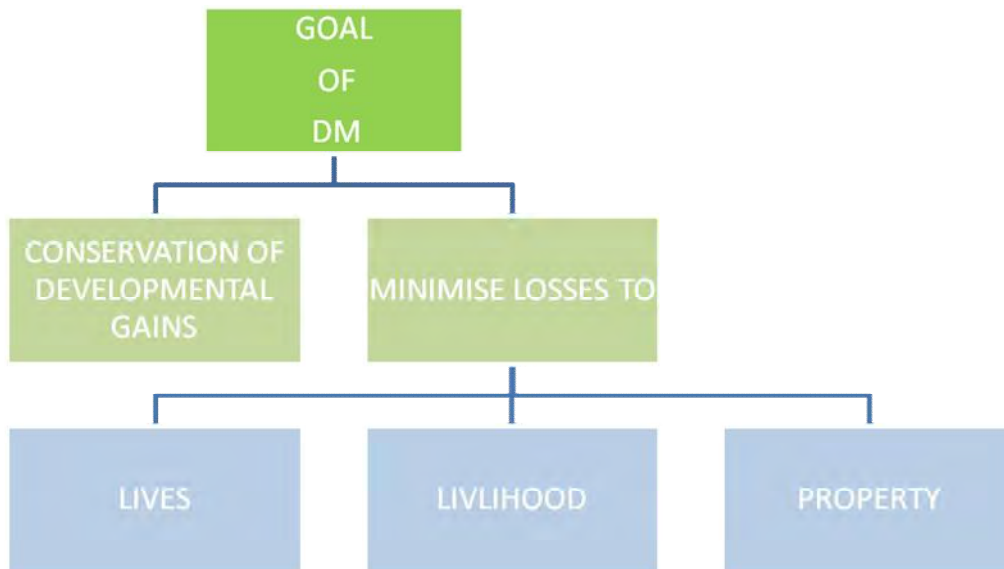 GOAL
OF
DM
CONSERVATION OF
DEVELOPMENTAL
GAINS
MINIMISE LOSSES TO
LIVES
LIVLIHOOD
PROPERTY